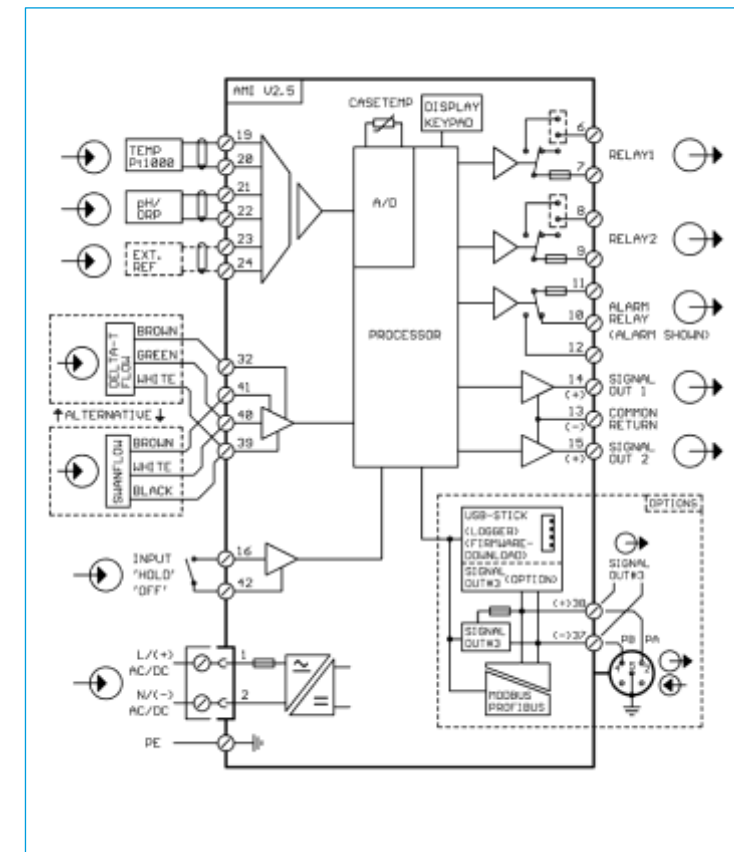 AMI V2.5
CASETEMP
DISPLAY
KEYPAD
TEMP
Pt1000
19
20
pH/
ORP
21
22
EXT.
REF
23
24
A/D
PROCESSOR
6
7
RELAY1
8
9
RELAY2
11
10
12
ALARM
RELAY
(ALARM SHOWN)
14
(+)
SIGNAL
OUT 1
13
(-)
COMMON
RETURN
15
(+)
SIGNAL
OUT 2
DELTA-T
FLOW
BROWN
GREEN
WHITE
↑ALTERNATIVE↓
SWANFLOW
BROWN
WHITE
BLACK
32
41
40
39
INPUT
'HOLD'
'OFF'
16
42
L/(+)
AC/DC
1
N/(-)
AC/DC
2
PE
OPTIONS
USB-STICK
(LOGGER)
(FIRMWARE-
DOWNLOAD)
SIGNAL
OUT#3 (OPTION)
SIGNAL
OUT#3
(+)38
(-)37
SIGNAL
OUT#3
MODBUS
PROFIBUS
PB PA
4
5
2